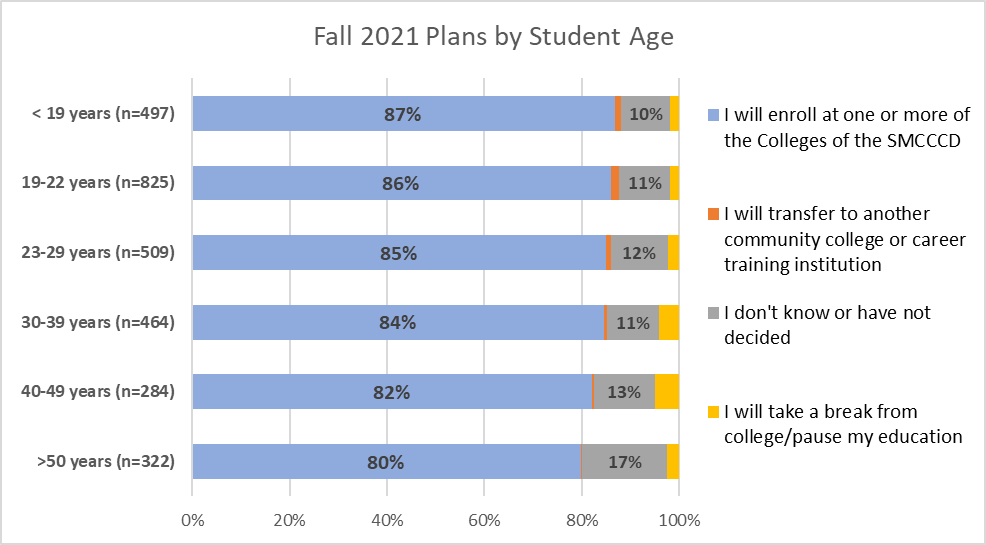 Fall 2021 Plans by Student Age
< 19 years (n=497)
87%
10%
19-22 years (n=825)
86%
11%
23-29 years (n=509)
85%
12%
30-39 years (n=464)
84%
11%
40-49 years (n=284)
82%
13%
>50 years (n=322)
80%
17%
0%
20%
40%
60%
80%
100%
I will enroll at one or more of
the Colleges of the SMCCCD
I will transfer to another
community college or career
training institution
I don't know or have not
decided
I will take a break from
college/pause my education